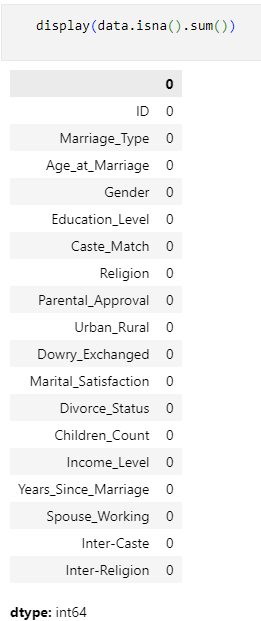 display(data.isna().sum())
0
ID 0
Marriage_Type 0
Age_at_Marriage 0
Gender 0
Education_Level 0
Caste_Match 0
Religion 0
Parental_Approval 0
Urban_Rural 0
Dowry_Exchanged 0
Marital_Satisfaction 0
Divorce_Status 0
Children_Count 0
Income_Level 0
Years_Since_Marriage 0
Spouse_Working 0
Inter-Caste 0
Inter-Religion 0
dtype: int64